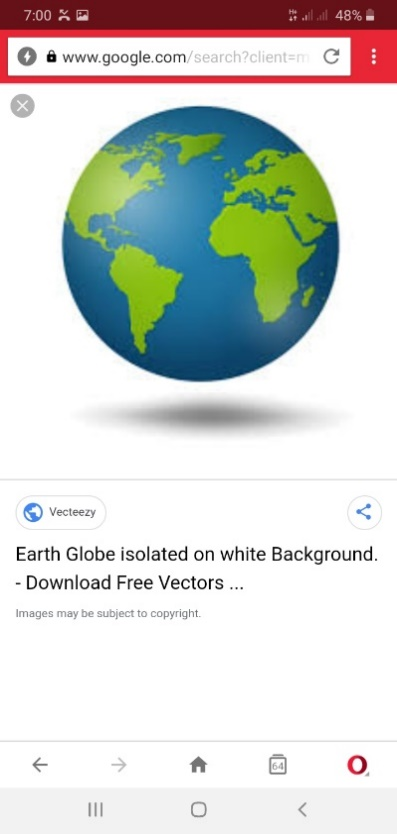 7:00 48%
www.google.com/search?client=m
Vecteezy
Earth Globe isolated on white Background.
- Download Free Vectors ...
Images may be subject to copyright.
64